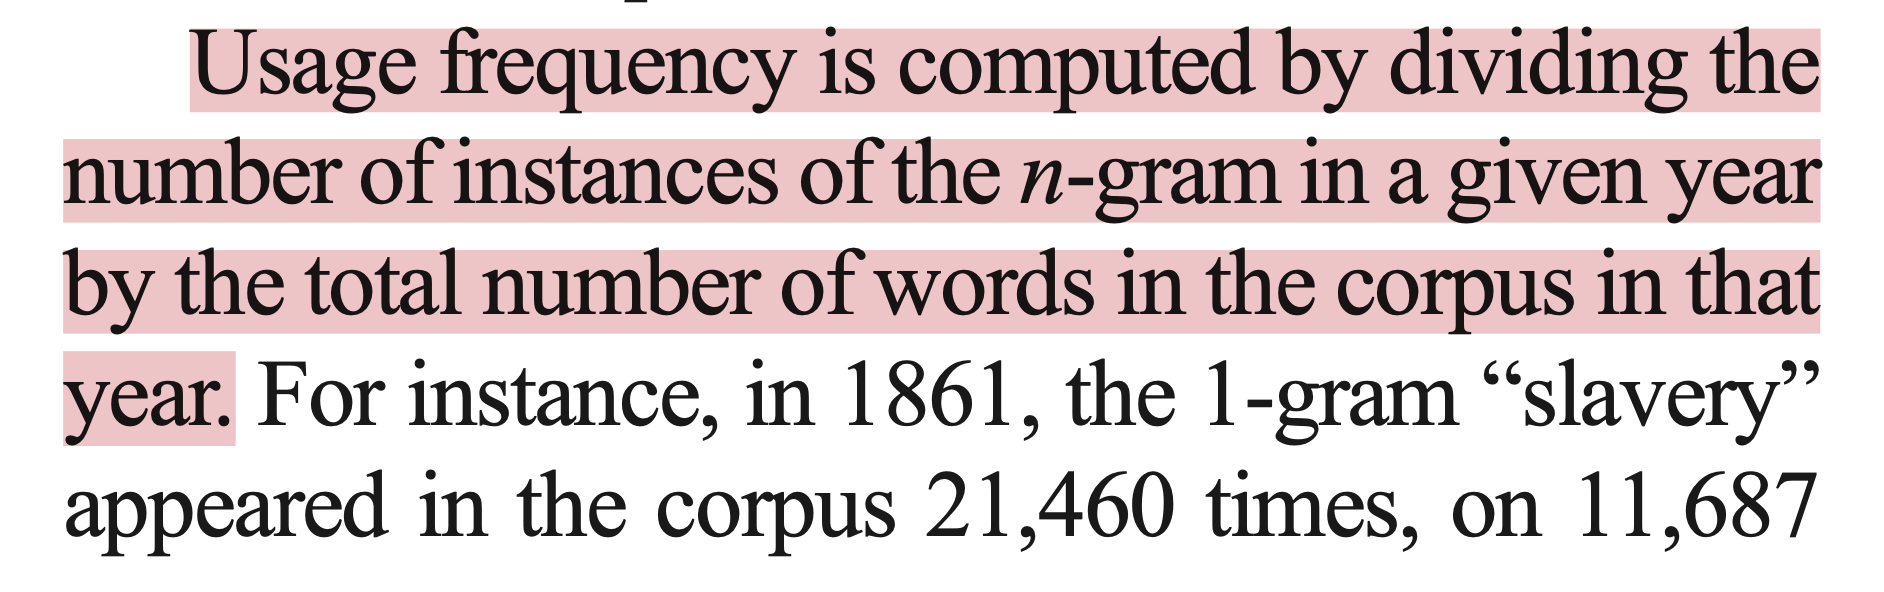 Usage frequency is computed by dividing the
number of instances of the n-gram in a given year
by the total number of words in the corpus in that
year. For instance, in 1861, the 1-gram “slavery”
appeared in the corpus 21,460 times, on 11,687